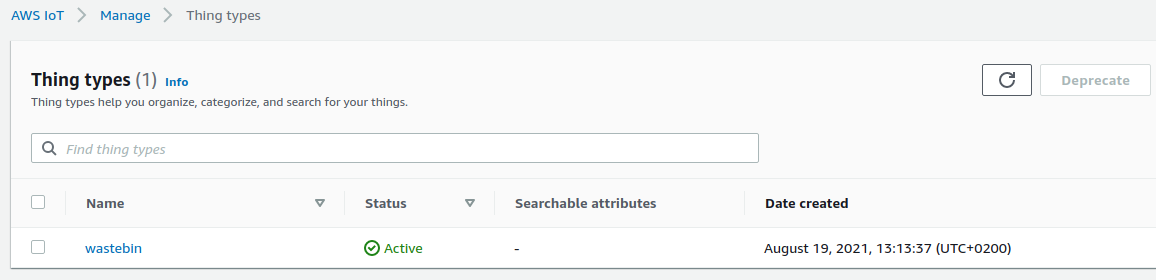 AWS IoT > Manage > Thing types
Thing types (1) Info
Deprecate
Thing types help you organize, categorize, and search for your things.
Find thing types
Name Status Searchable attributes Date created
wastebin Active - August 19, 2021, 13:13:37 (UTC+0200)